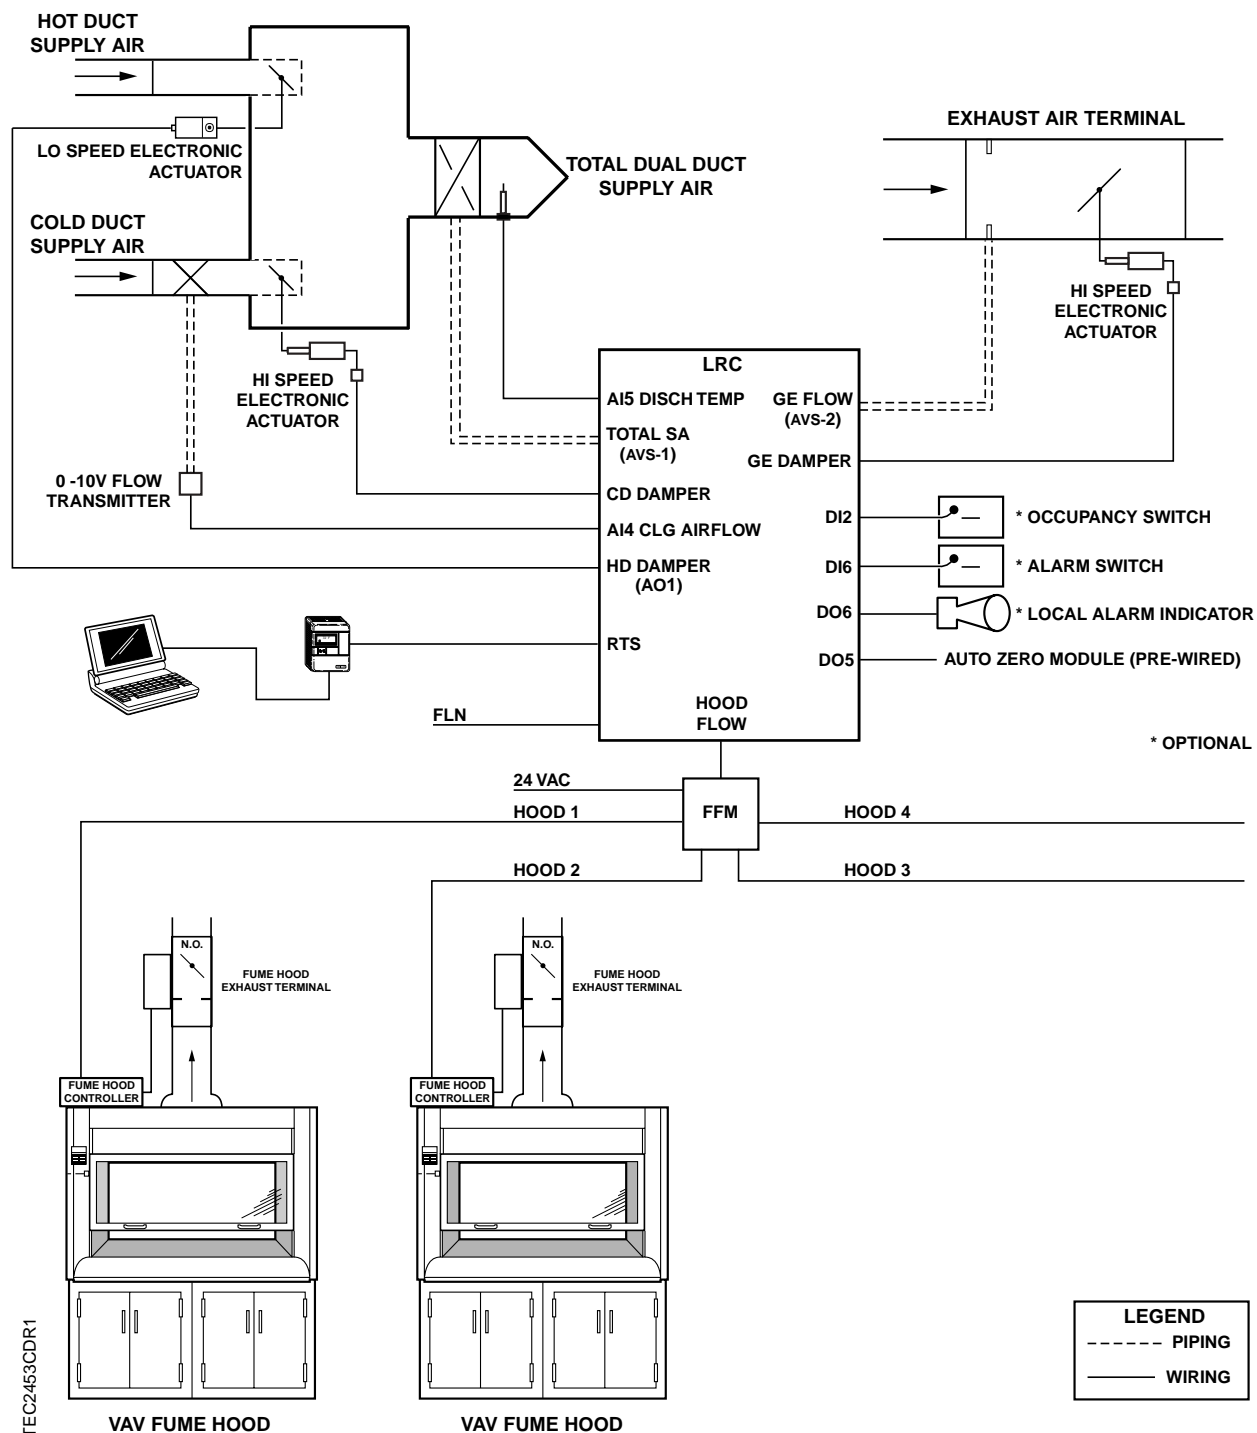 HOT DUCT
SUPPLY AIR
LO SPEED ELECTRONIC
ACTUATOR
COLD DUCT
SUPPLY AIR
TOTAL DUAL DUCT
SUPPLY AIR
EXHAUST AIR TERMINAL
HI SPEED
ELECTRONIC
ACTUATOR
HI SPEED
ELECTRONIC
ACTUATOR
0 -10V FLOW
TRANSMITTER
LRC
AI5 DISCH TEMP
GE FLOW
(AVS-2)
TOTAL SA
(AVS-1)
GE DAMPER
CD DAMPER
DI2
* OCCUPANCY SWITCH
AI4 CLG AIRFLOW
HD DAMPER
(AO1)
DI6
* ALARM SWITCH
DO6
* LOCAL ALARM INDICATOR
RTS
DO5
AUTO ZERO MODULE (PRE-WIRED)
HOOD
FLOW
FLN
* OPTIONAL
24 VAC
FFM
HOOD 1
HOOD 4
HOOD 2
HOOD 3
N.O.
FUME HOOD
EXHAUST TERMINAL
N.O.
FUME HOOD
EXHAUST TERMINAL
FUME HOOD
CONTROLLER
FUME HOOD
CONTROLLER
LEGEND
PIPING
WIRING
TEC2453CDR1
VAV FUME HOOD
VAV FUME HOOD